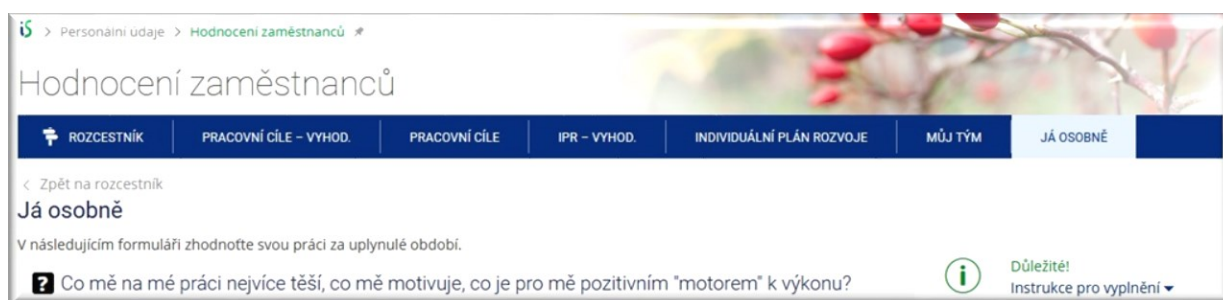 iS > Personální údaje > Hodnocení zaměstnanců
Hodnocení zaměstnanců
ROZCESTNÍK PRACOVNÍ CÍLE – VYHOD. PRACOVNÍ CÍLE IPR – VYHOD. INDIVIDUÁLNÍ PLÁN ROZVOJE MŮJ TÝM JÁ OSOBNĚ
< Zpět na rozcestník
Já osobně
V následujícím formuláři zhodnoťte svou práci za uplynulé období.
? Co mě na mé práci nejvíce těší, co mě motivuje, co je pro mě pozitivním "motorem" k výkonu?
i Důležité!
Instrukce pro vyplnění